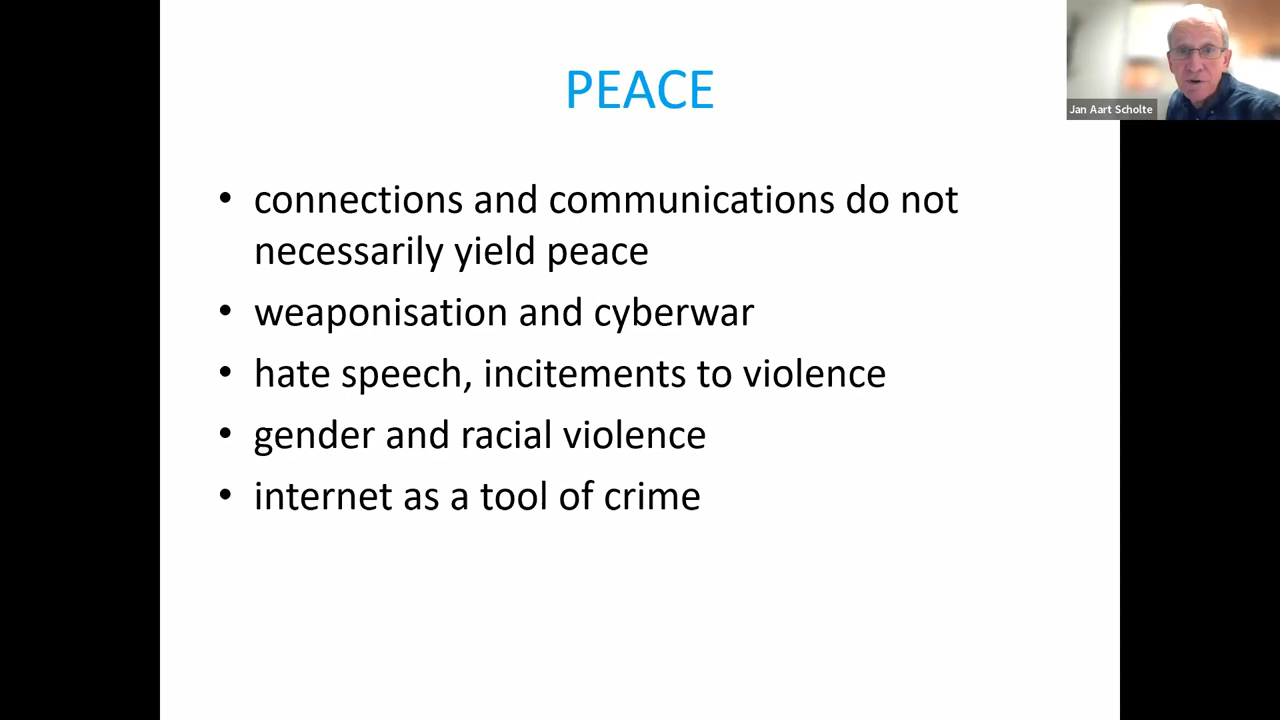 PEACE
Jan Aart Scholte
• connections and communications do not
necessarily yield peace
• weaponisation and cyberwar
• hate speech, incitements to violence
• gender and racial violence
• internet as a tool of crime